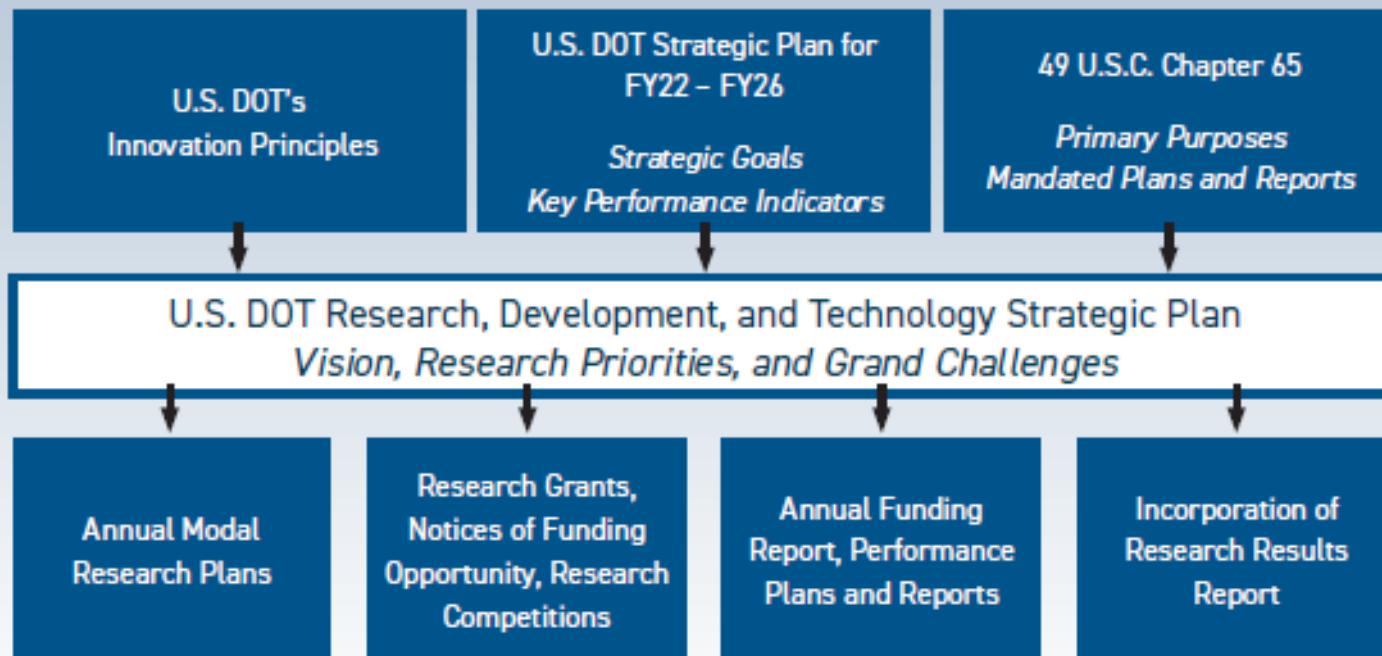 U.S. DOT's
Innovation Principles
U.S. DOT Strategic Plan for
FY22 – FY26
Strategic Goals
Key Performance Indicators
49 U.S.C. Chapter 65
Primary Purposes
Mandated Plans and Reports
U.S. DOT Research, Development, and Technology Strategic Plan
Vision, Research Priorities, and Grand Challenges
Annual Modal
Research Plans
Research Grants,
Notices of Funding
Opportunity, Research
Competitions
Annual Funding
Report, Performance
Plans and Reports
Incorporation of
Research Results
Report